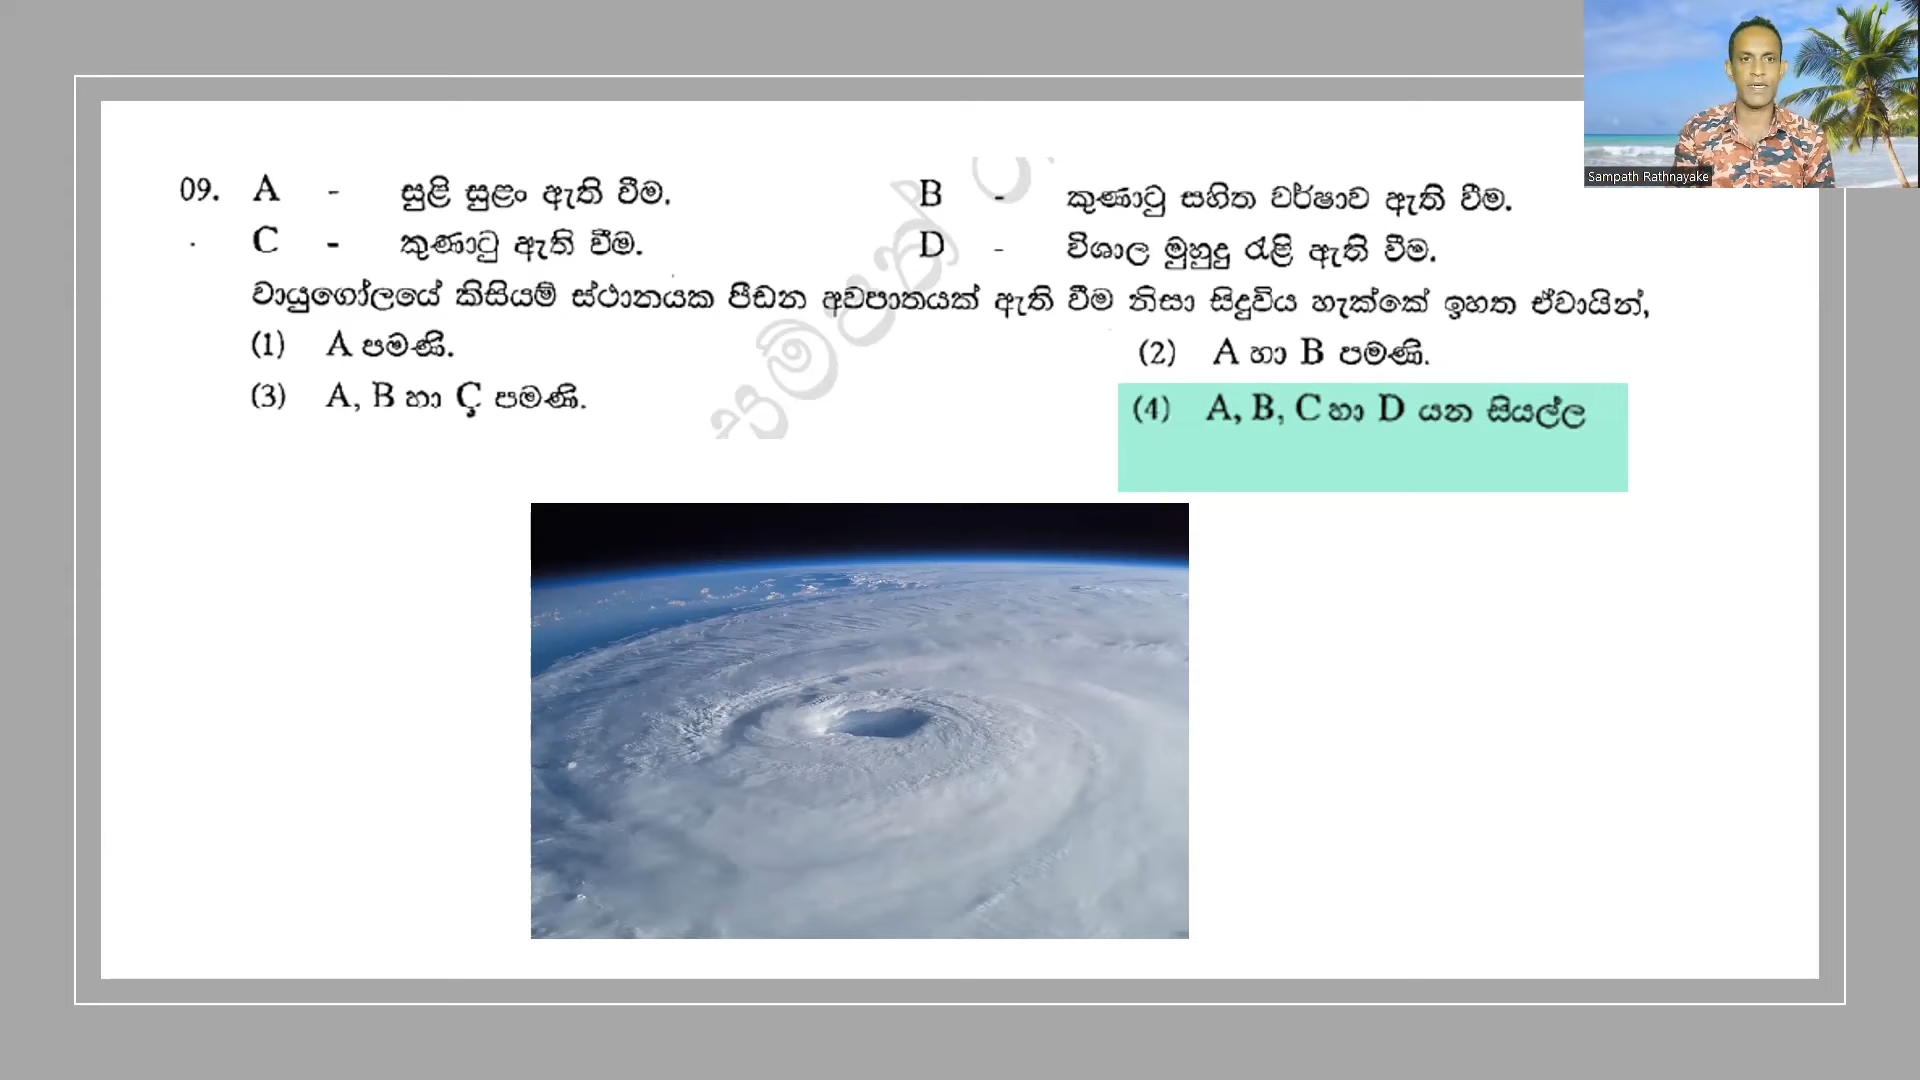 Sampath Rathnayake
09. A - සුළි සුළං ඇති වීම. B - කුණාටු සහිත වර්ෂාව ඇති වීම.
C - කුණාටු ඇති වීම. D - විශාල මුහුදු රැළි ඇති වීම.
වායුගෝලයේ කිසියම් ස්ථානයක පීඩන අවපාතයක් ඇති වීම නිසා සිදුවිය හැක්කේ ඉහත ඒවායින්,
(1) A පමණි. (2) A හා B පමණි.
(3) A, B හා C පමණි. (4) A, B, C හා D යන සියල්ල